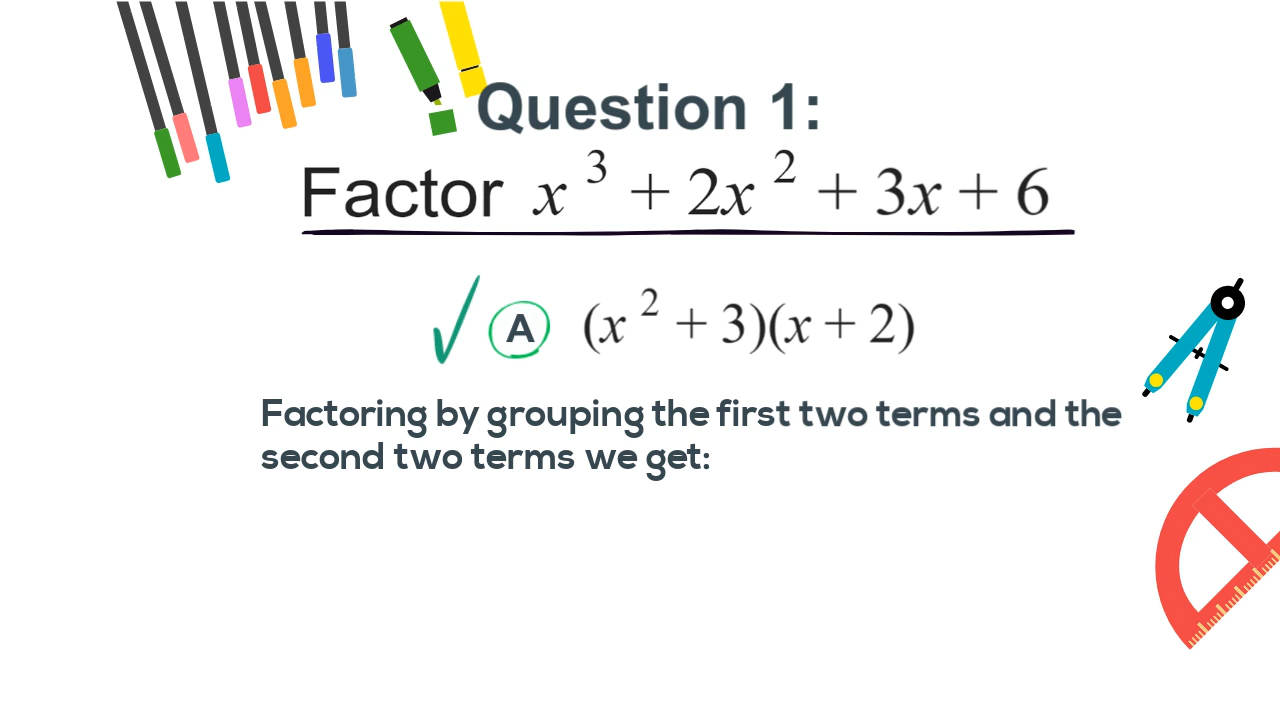 Question 1:
Factor x³ + 2x² + 3x + 6
A (x² + 3)(x + 2)
Factoring by grouping the first two terms and the
second two terms we get: